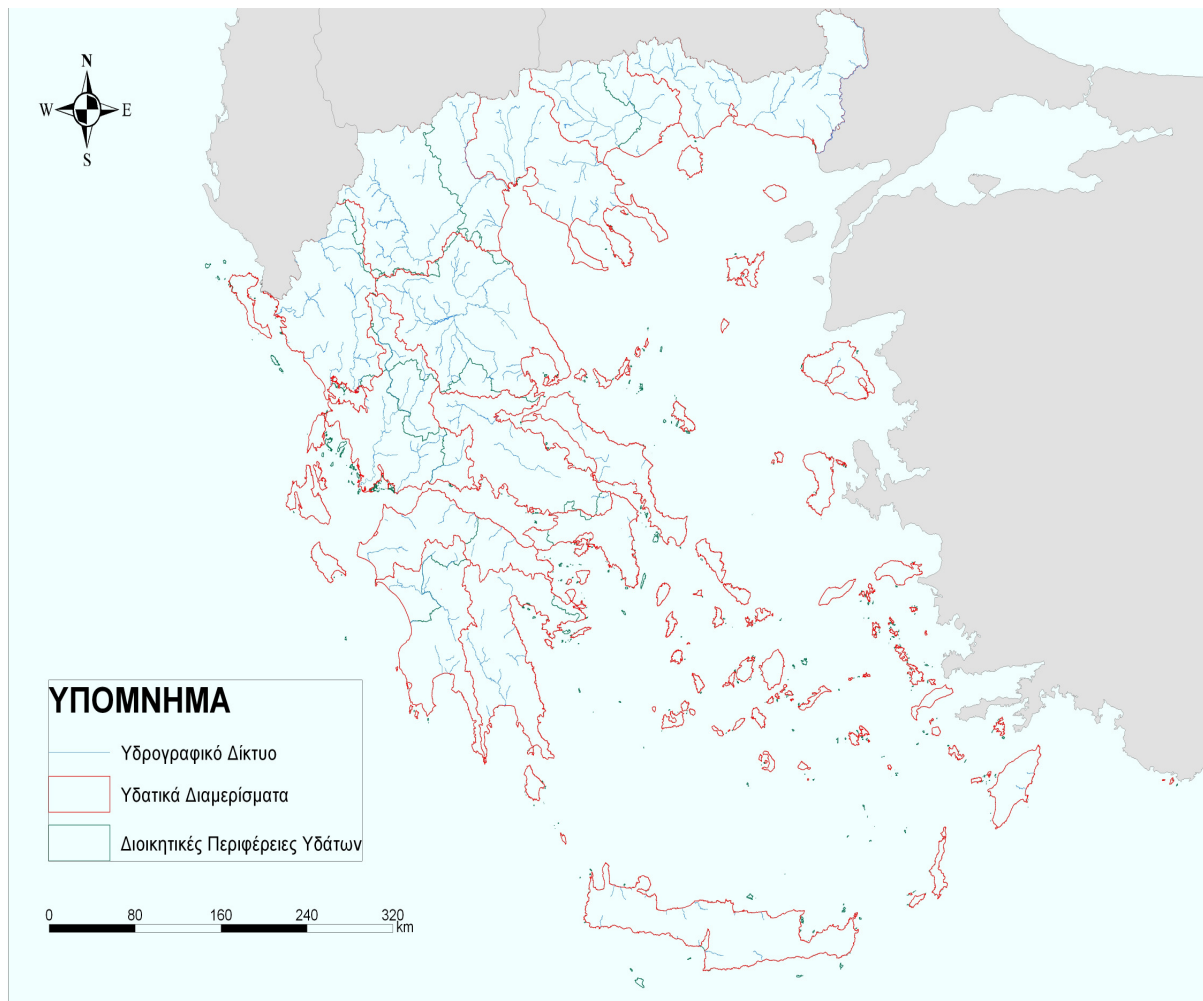 N
W E
S
ΥΠΟΜΝΗΜΑ
Υδρογραφικό Δίκτυο
Υδατικά Διαμερίσματα
Διοικητικές Περιφέρειες Υδάτων
0 80 160 240 320
km